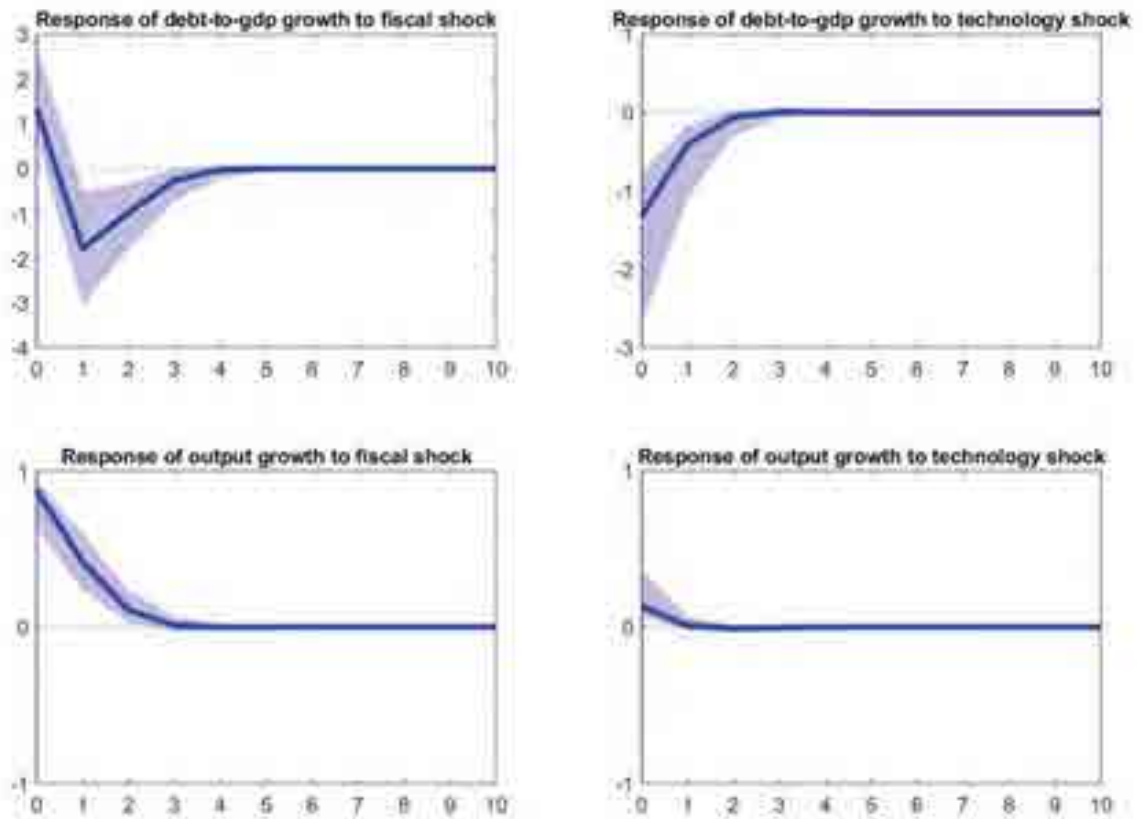 Response of debt-to-gdp growth to fiscal shock
3
2
1
0
-1
-2
-3
-4
0 1 2 3 4 5 6 7 8 9 10
Response of debt-to-gdp growth to technology shock
1
0
-1
-2
-3
0 1 2 3 4 5 6 7 8 9 10
Response of output growth to fiscal shock
1
0
-1
0 1 2 3 4 5 6 7 8 9 10
Response of output growth to technology shock
1
0
-1
0 1 2 3 4 5 6 7 8 9 10